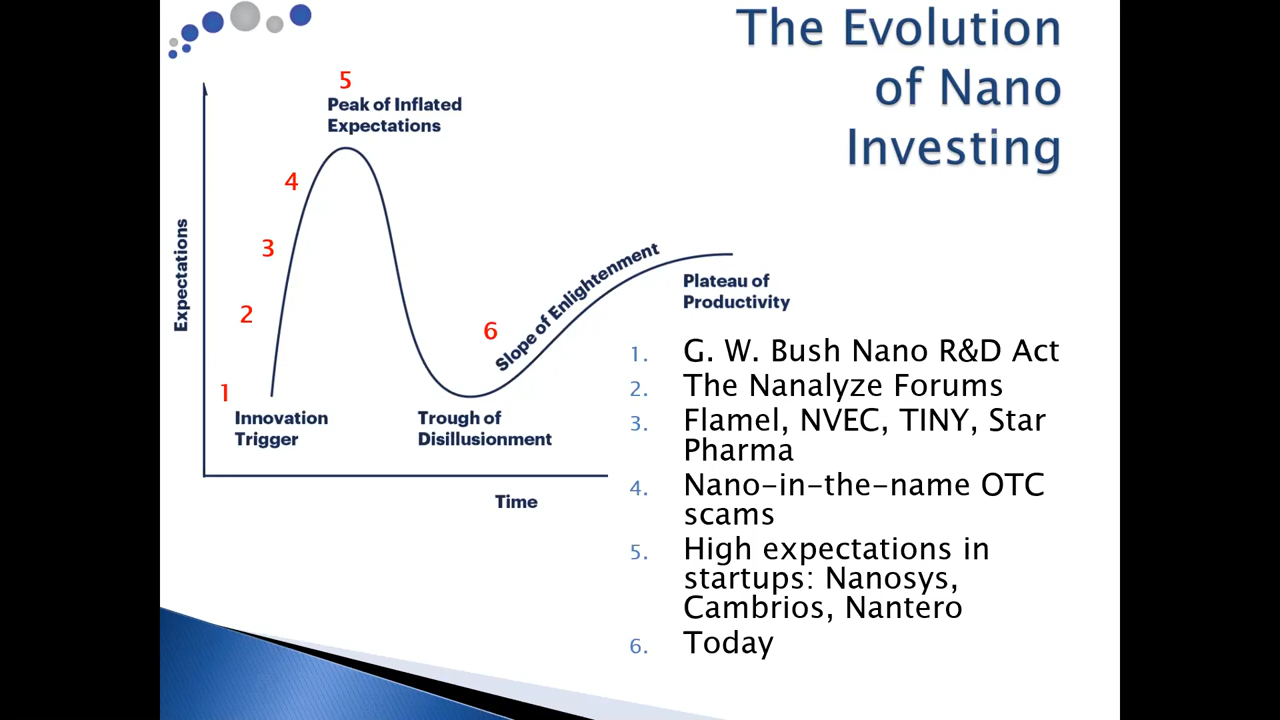 The Evolution
of Nano
Investing
5
Peak of Inflated
Expectations
4
3
2
1
6
Expectations
Innovation
Trigger
Trough of
Disillusionment
Slope of Enlightenment
Plateau of
Productivity
Time
1. G. W. Bush Nano R&D Act
2. The Nanalyze Forums
3. Flamel, NVEC, TINY, Star
Pharma
4. Nano-in-the-name OTC
scams
5. High expectations in
startups: Nanosys,
Cambrios, Nantero
6. Today